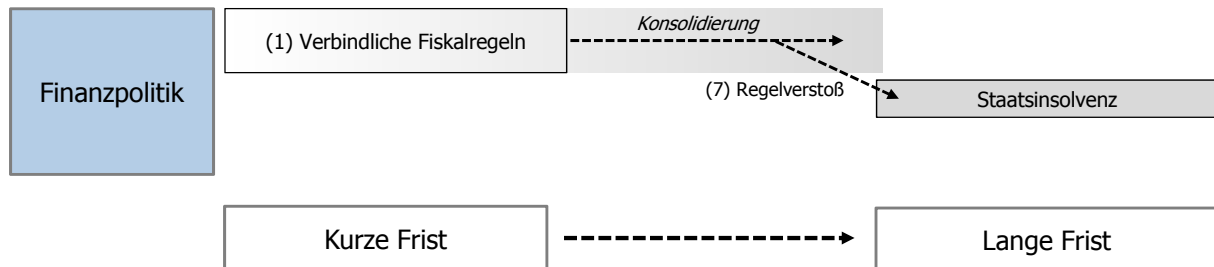 Finanzpolitik
(1) Verbindliche Fiskalregeln
Konsolidierung
(7) Regelverstoß
Staatsinsolvenz
Kurze Frist
Lange Frist